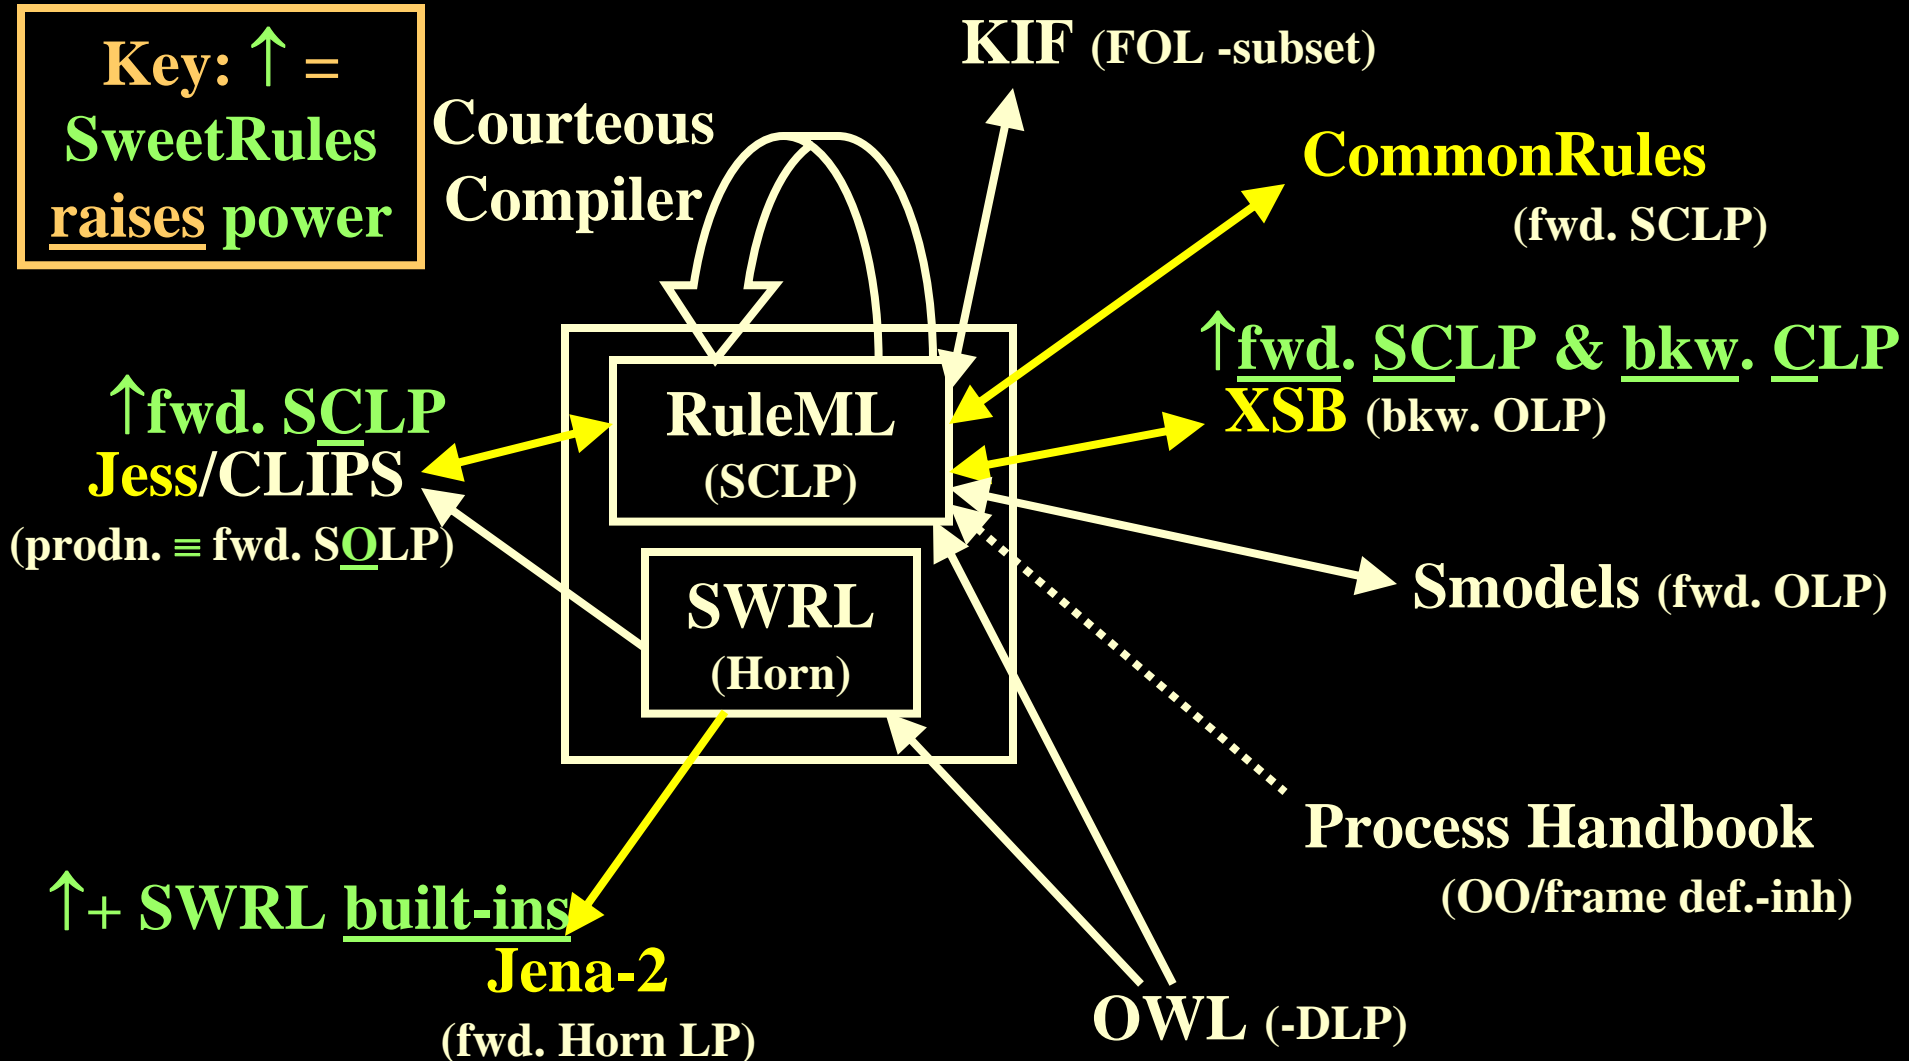 Key: ↑ =
SweetRules
raises power
Courteous
Compiler
KIF (FOL -subset)
CommonRules
(fwd. SCLP)
↑fwd. SCLP & bkw. CLP
XSB (bkw. OLP)
↑fwd. SCLP
Jess/CLIPS
(prodn. ≡ fwd. SOLP)
RuleML
(SCLP)
SWRL
(Horn)
Smodels (fwd. OLP)
Process Handbook
(OO/frame def.-inh)
↑+ SWRL built-ins
Jena-2
(fwd. Horn LP)
OWL (-DLP)